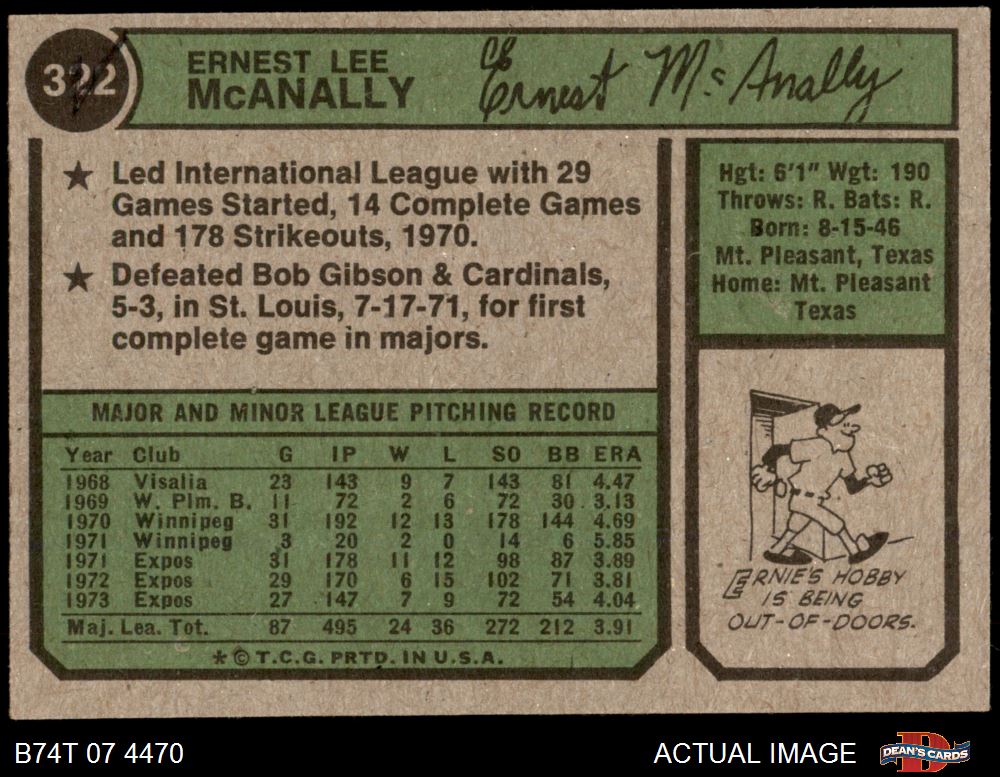 322
ERNEST LEE
McANALLY
Ernest McAnally
★ Led International League with 29
Games Started, 14 Complete Games
and 178 Strikeouts, 1970.
★ Defeated Bob Gibson & Cardinals,
5-3, in St. Louis, 7-17-71, for first
complete game in majors.
Hgt: 6'1" Wgt: 190
Throws: R. Bats: R.
Born: 8-15-46
Mt. Pleasant, Texas
Home: Mt. Pleasant
Texas
MAJOR AND MINOR LEAGUE PITCHING RECORD
Year Club G IP W L SO BB ERA
1968 Visalia 23 143 9 7 143 81 4.47
1969 W. Plm. B. 11 72 2 6 72 30 3.13
1970 Winnipeg 31 192 12 13 178 144 4.69
1971 Winnipeg 3 20 2 0 14 6 5.85
1971 Expos 31 178 11 12 98 87 3.89
1972 Expos 29 170 6 15 102 71 3.81
1973 Expos 27 147 7 9 72 54 4.04
Maj. Lea. Tot. 87 495 24 36 272 212 3.91
* © T.C.G. PRTD. IN U.S.A.
ERNIE'S HOBBY
IS BEING
OUT-OF-DOORS.
B74T 07 4470
ACTUAL IMAGE
DEAN'S CARDS